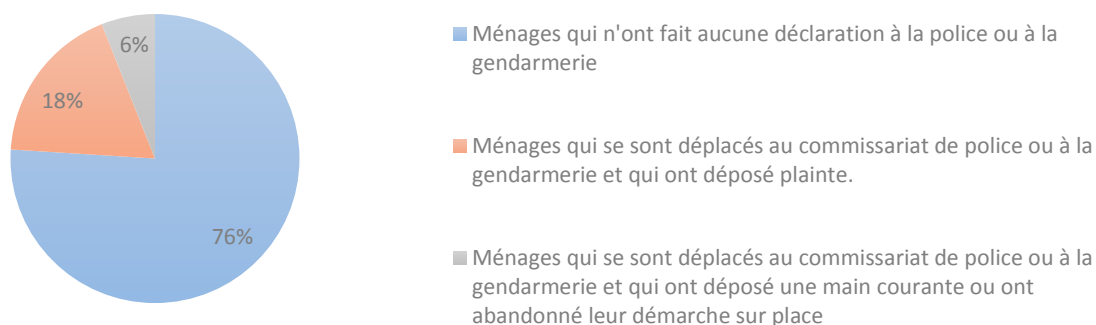 6%
18%
76%
Ménages qui n'ont fait aucune déclaration à la police ou à la
gendarmerie
Ménages qui se sont déplacés au commissariat de police ou à la
gendarmerie et qui ont déposé plainte.
Ménages qui se sont déplacés au commissariat de police ou à la
gendarmerie et qui ont déposé une main courante ou ont
abandonné leur démarche sur place